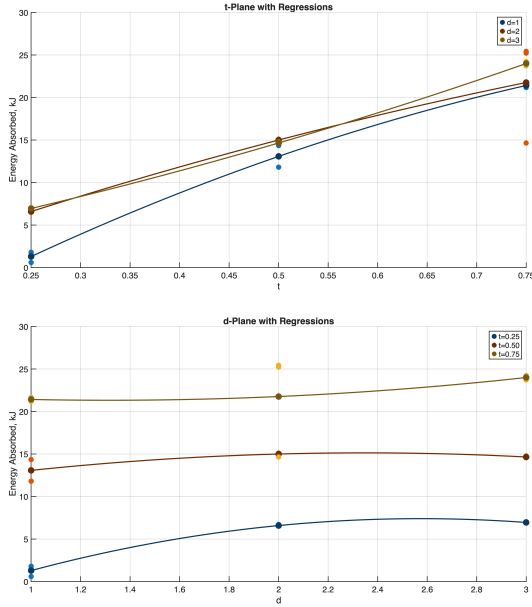 t-Plane with Regressions
d=1
d=2
d=3
30
25
20
15
10
5
0
Energy Absorbed, kJ
0.25 0.3 0.35 0.4 0.45 0.5 0.55 0.6 0.65 0.7 0.75
t
d-Plane with Regressions
t=0.25
t=0.50
t=0.75
30
25
20
15
10
5
0
Energy Absorbed, kJ
1 1.2 1.4 1.6 1.8 2 2.2 2.4 2.6 2.8 3
d